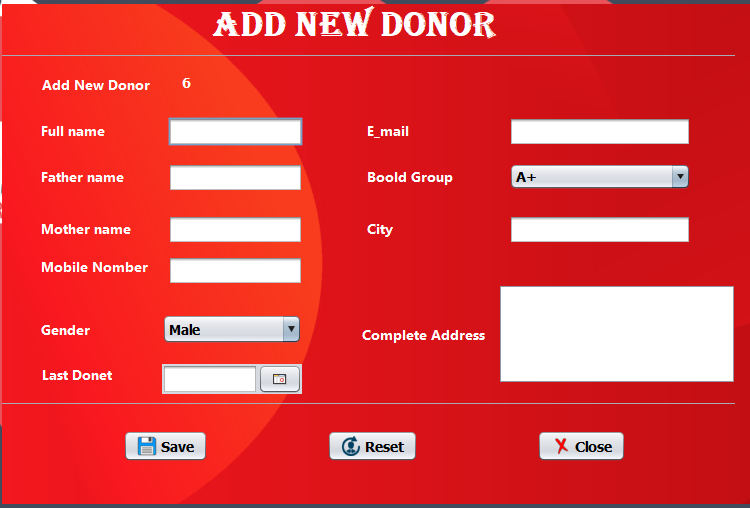 ADD NEW DONOR
Add New Donor 6
Full name
E_mail
Father name
Boold Group A+
Mother name
City
Mobile Nomber
Gender Male
Complete Address
Last Donet
Save Reset Close